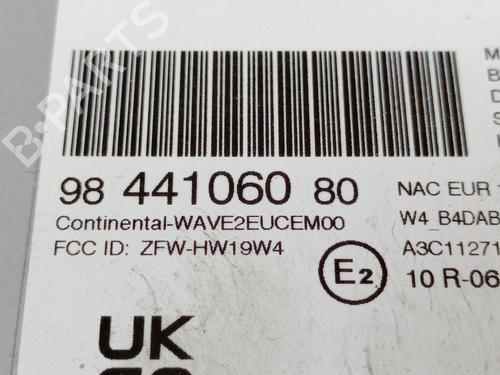 98 441060 80
NAC EUR
Continental-WAVE2EUCEM00
W4_B4DAB
FCC ID: ZFW-HW19W4
A3C11271
E2
10 R-06
UK
B-PARTS